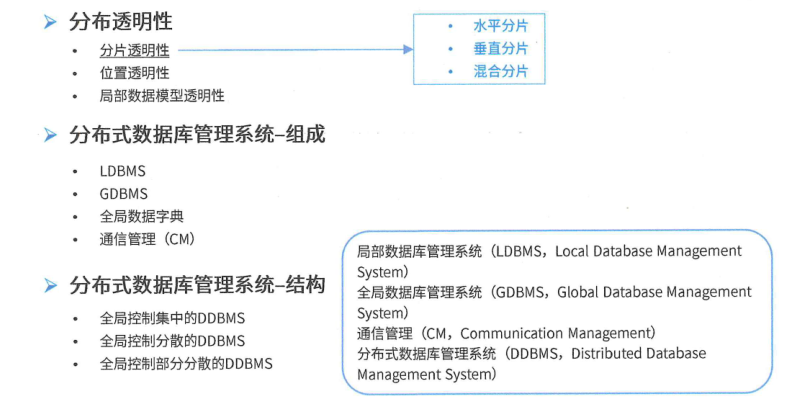 分布透明性
分片透明性
位置透明性
局部数据模型透明性
水平分片
垂直分片
混合分片
分布式数据库管理系统–组成
LDBMS
GDBMS
全局数据字典
通信管理（CM）
分布式数据库管理系统–结构
全局控制集中的DDBMS
全局控制分散的DDBMS
全局控制部分分散的DDBMS
局部数据库管理系统（LDBMS，Local Database Management
System）
全局数据库管理系统（GDBMS，Global Database Management
System）
通信管理（CM，Communication Management）
分布式数据库管理系统（DDBMS，Distributed Database
Management System）